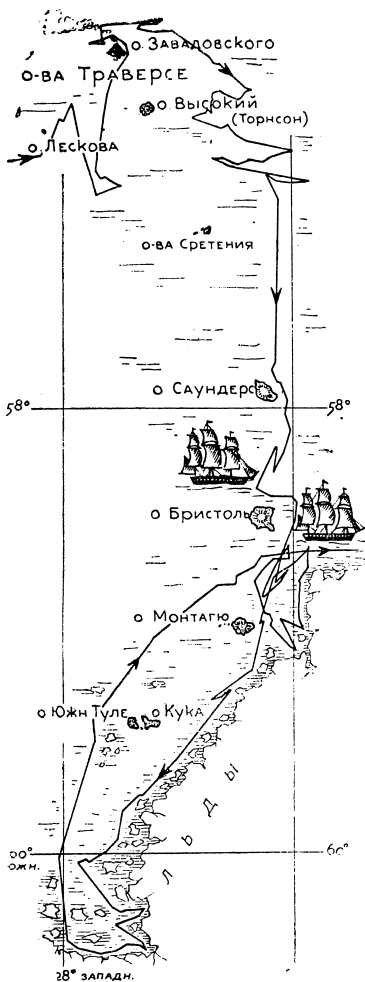 о. Завадовского
о-ва Траверсе
о. Высокий
(Торнсон)
о. Лескова
о-ва Сретения
о Саундерс
58°
58°
о Бристоль
о Монтагю
о Южн Туле
о Кука
льды
60°
60°
южн.
28° западн.